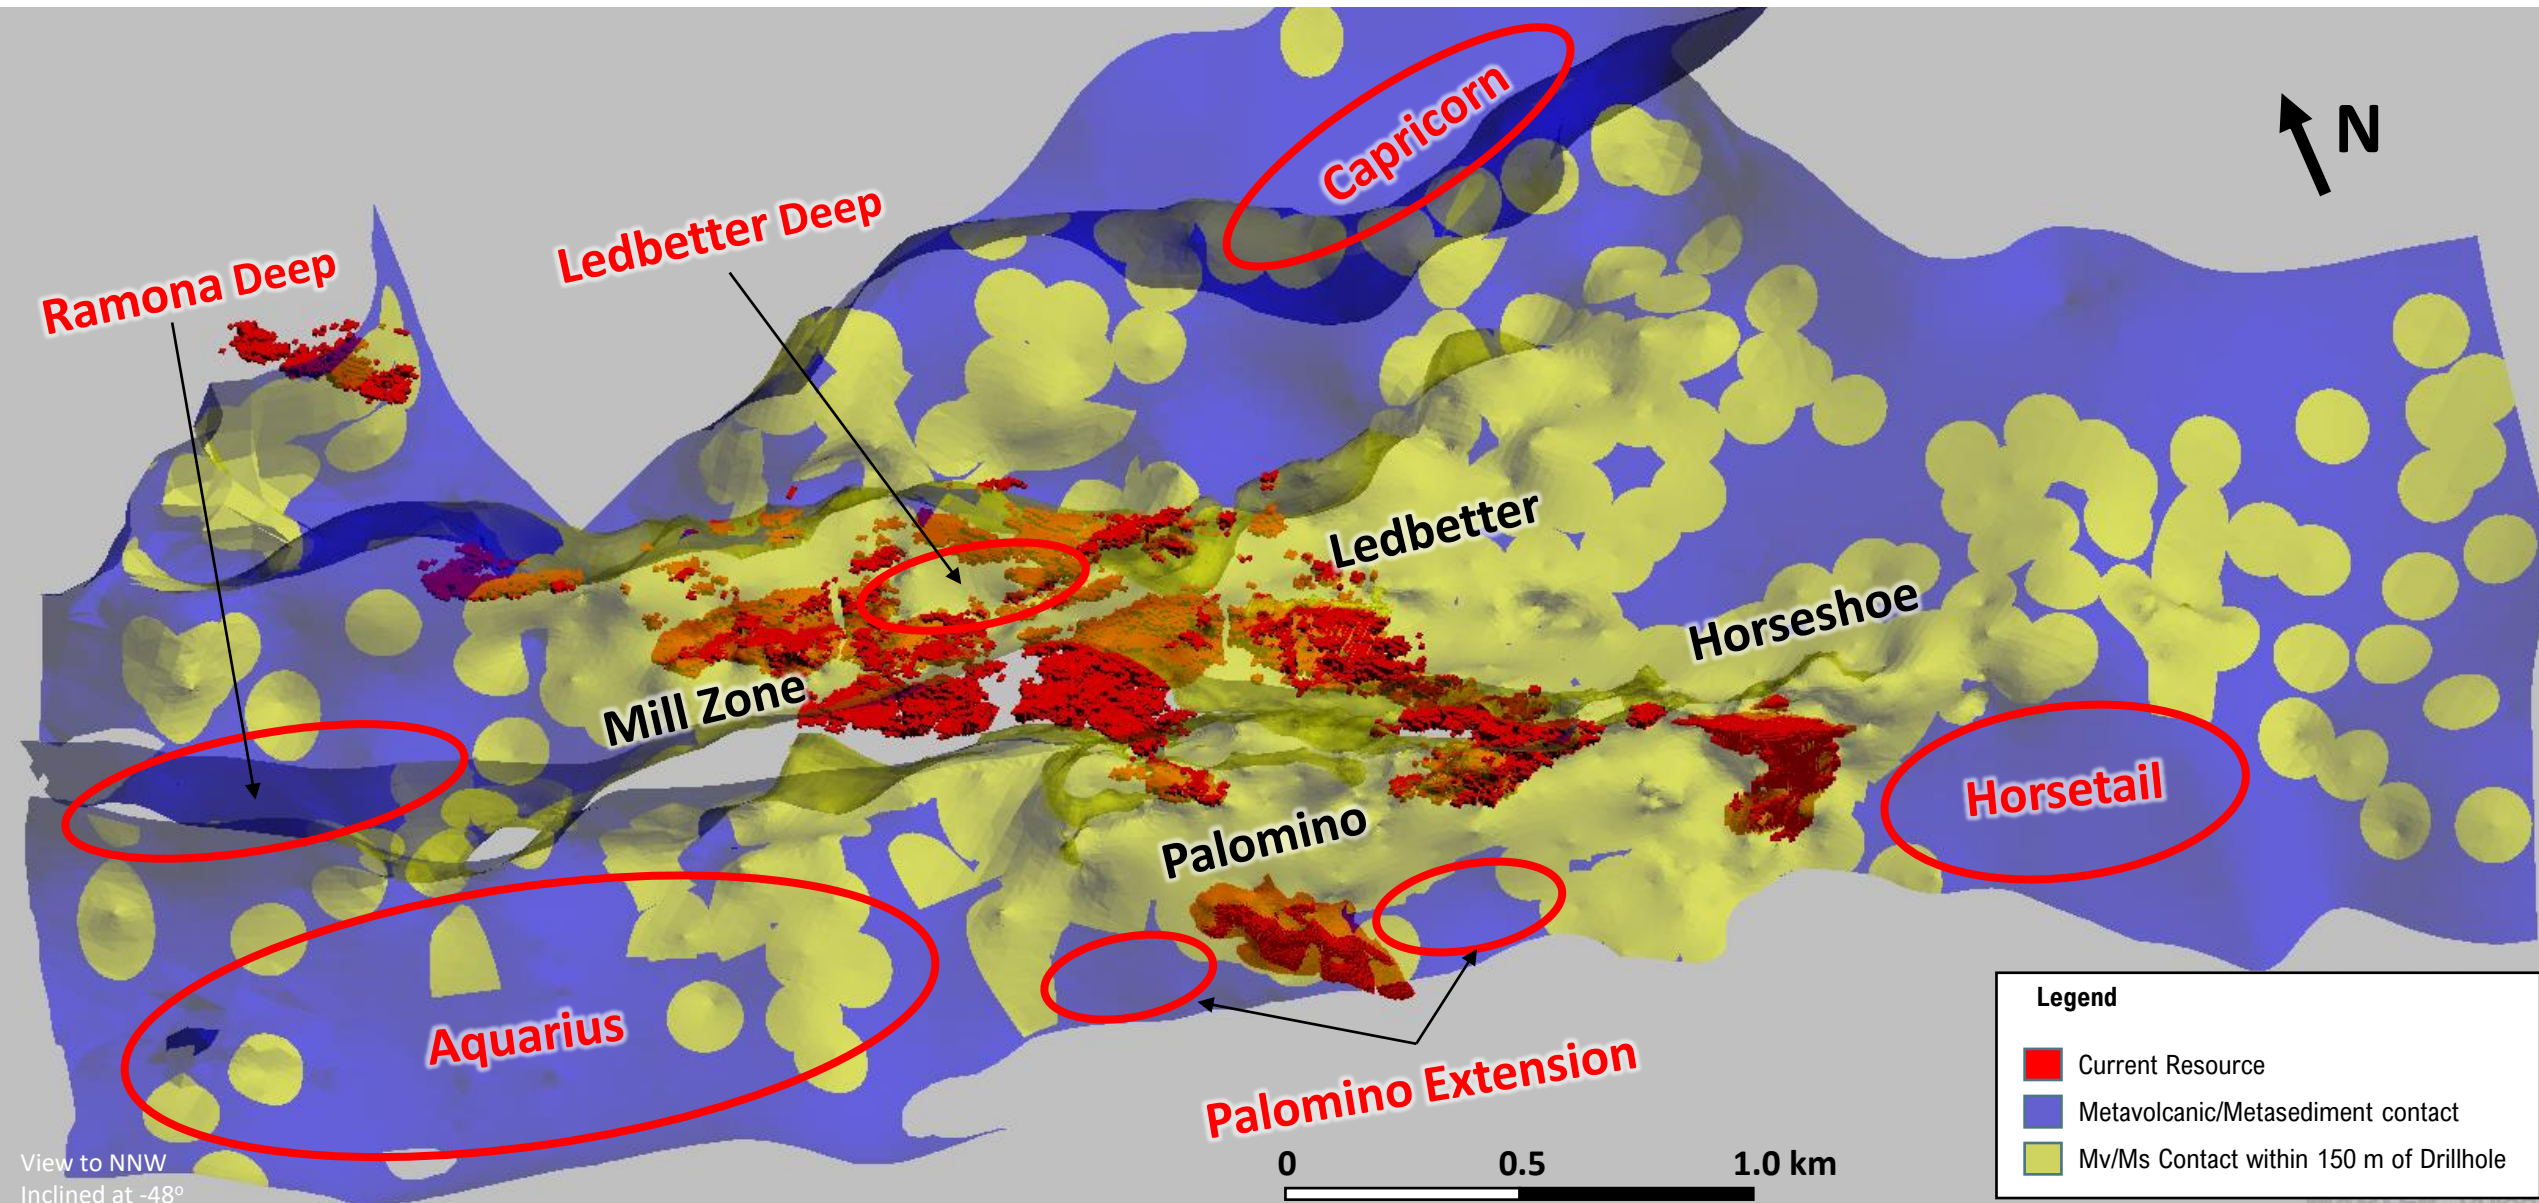 Capricorn
N
Ledbetter Deep
Ramona Deep
Ledbetter
Horseshoe
Mill Zone
Horsetail
Palomino
Aquarius
Palomino Extension
Legend
Current Resource
Metavolcanic/Metasediment contact
Mv/Ms Contact within 150 m of Drillhole
0 0.5 1.0 km
View to NNW
Inclined at -48º